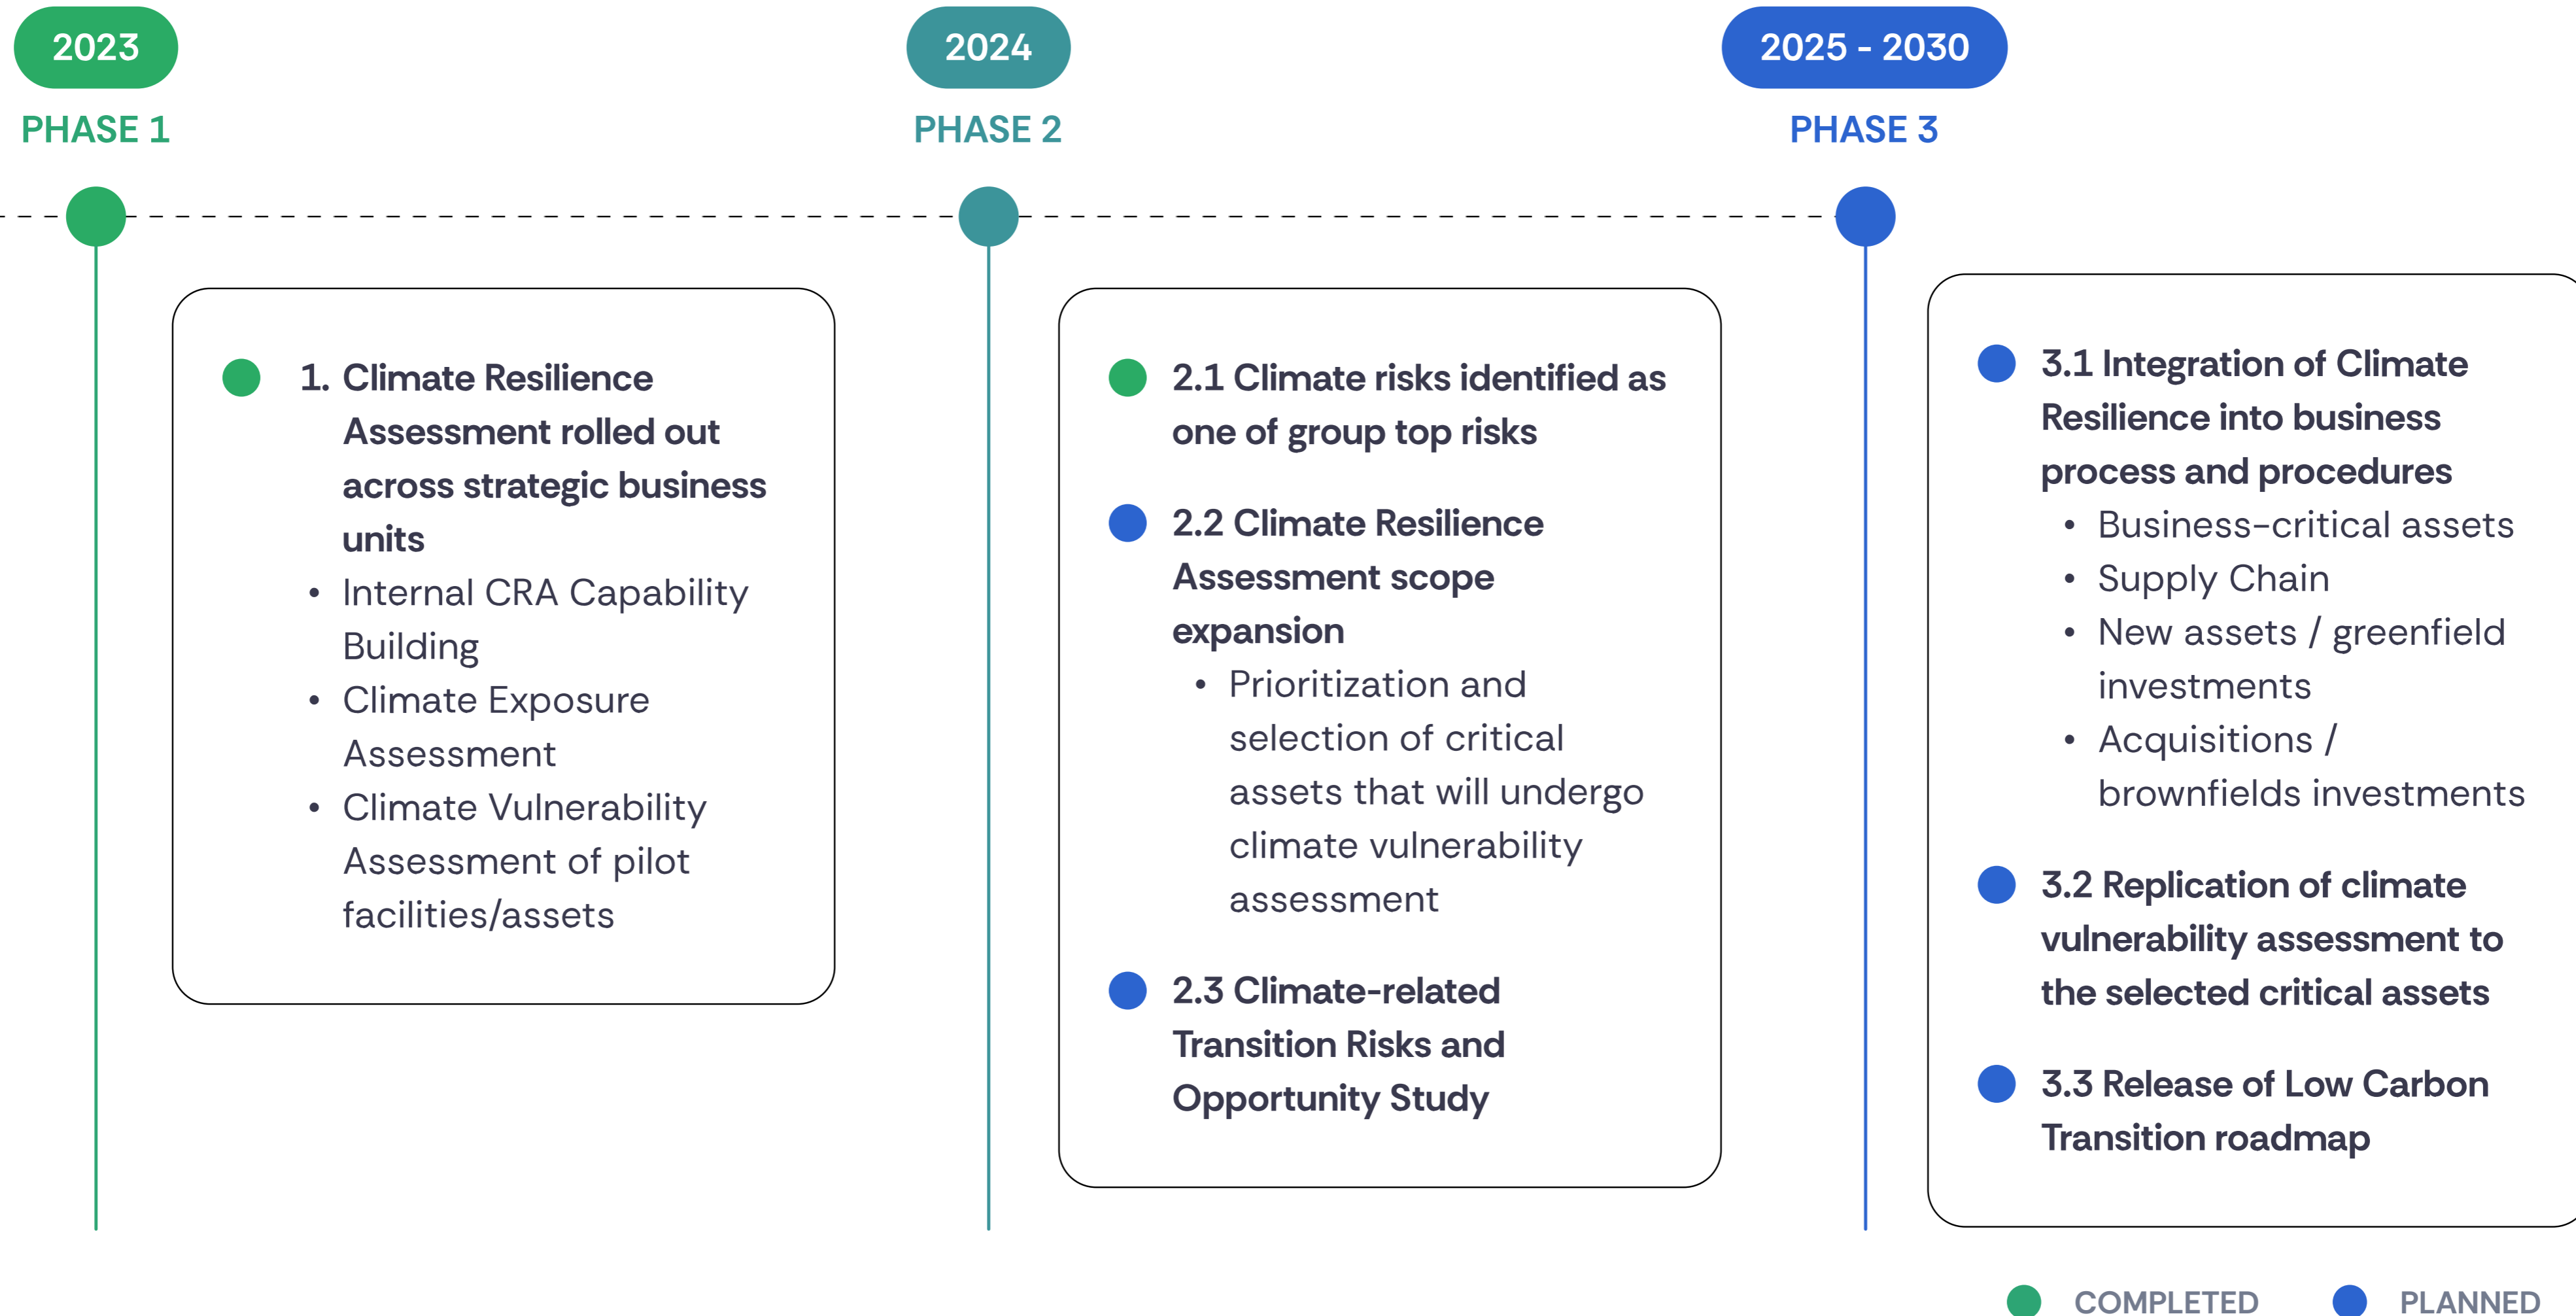 2023
PHASE 1
2024
PHASE 2
2025 - 2030
PHASE 3
1. Climate Resilience
Assessment rolled out
across strategic business
units
• Internal CRA Capability
Building
• Climate Exposure
Assessment
• Climate Vulnerability
Assessment of pilot
facilities/assets
2.1 Climate risks identified as
one of group top risks
2.2 Climate Resilience
Assessment scope
expansion
• Prioritization and
selection of critical
assets that will undergo
climate vulnerability
assessment
2.3 Climate-related
Transition Risks and
Opportunity Study
3.1 Integration of Climate
Resilience into business
process and procedures
• Business-critical assets
• Supply Chain
• New assets / greenfield
investments
• Acquisitions /
brownfields investments
3.2 Replication of climate
vulnerability assessment to
the selected critical assets
3.3 Release of Low Carbon
Transition roadmap
COMPLETED
PLANNED